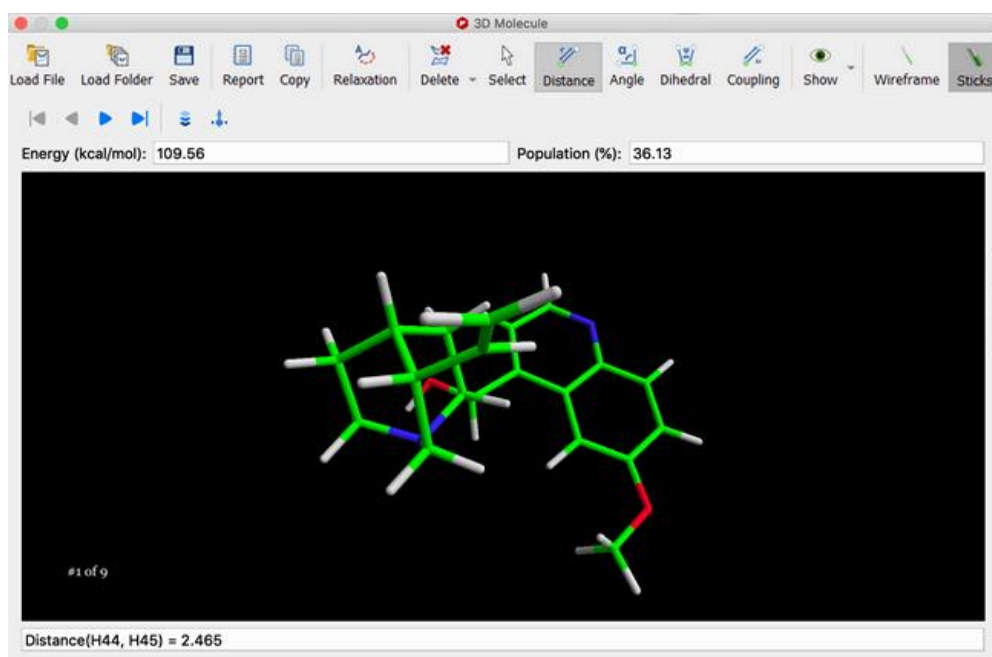 3D Molecule
Load File Load Folder Save Report Copy Relaxation Delete Select Distance Angle Dihedral Coupling Show Wireframe Sticks
Energy (kcal/mol): 109.56 Population (%): 36.13
#1 of 9
Distance(H44, H45) = 2.465